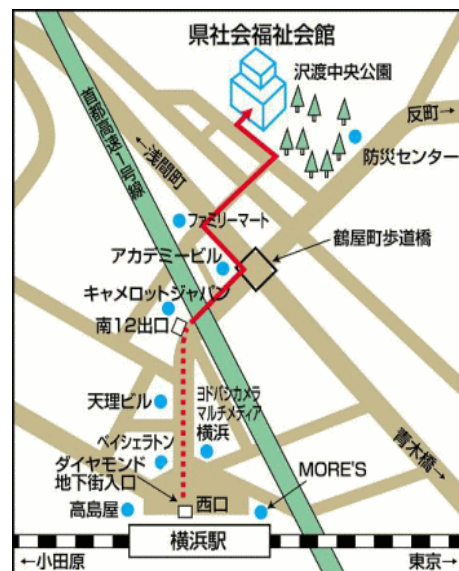 県社会福祉会館
沢渡中央公園
反町→
首都高速1号線
←浅間町
防災センター
ファミリーマート
鶴屋町歩道橋
アカデミービル
キャメロットジャパン
南12出口
天理ビル
ヨドバシカメラ
マルチメディア
横浜
ベイシェラトン
青木橋→
ダイヤモンド
地下街入口
MORE'S
高島屋
西口
横浜駅
←小田原
東京→